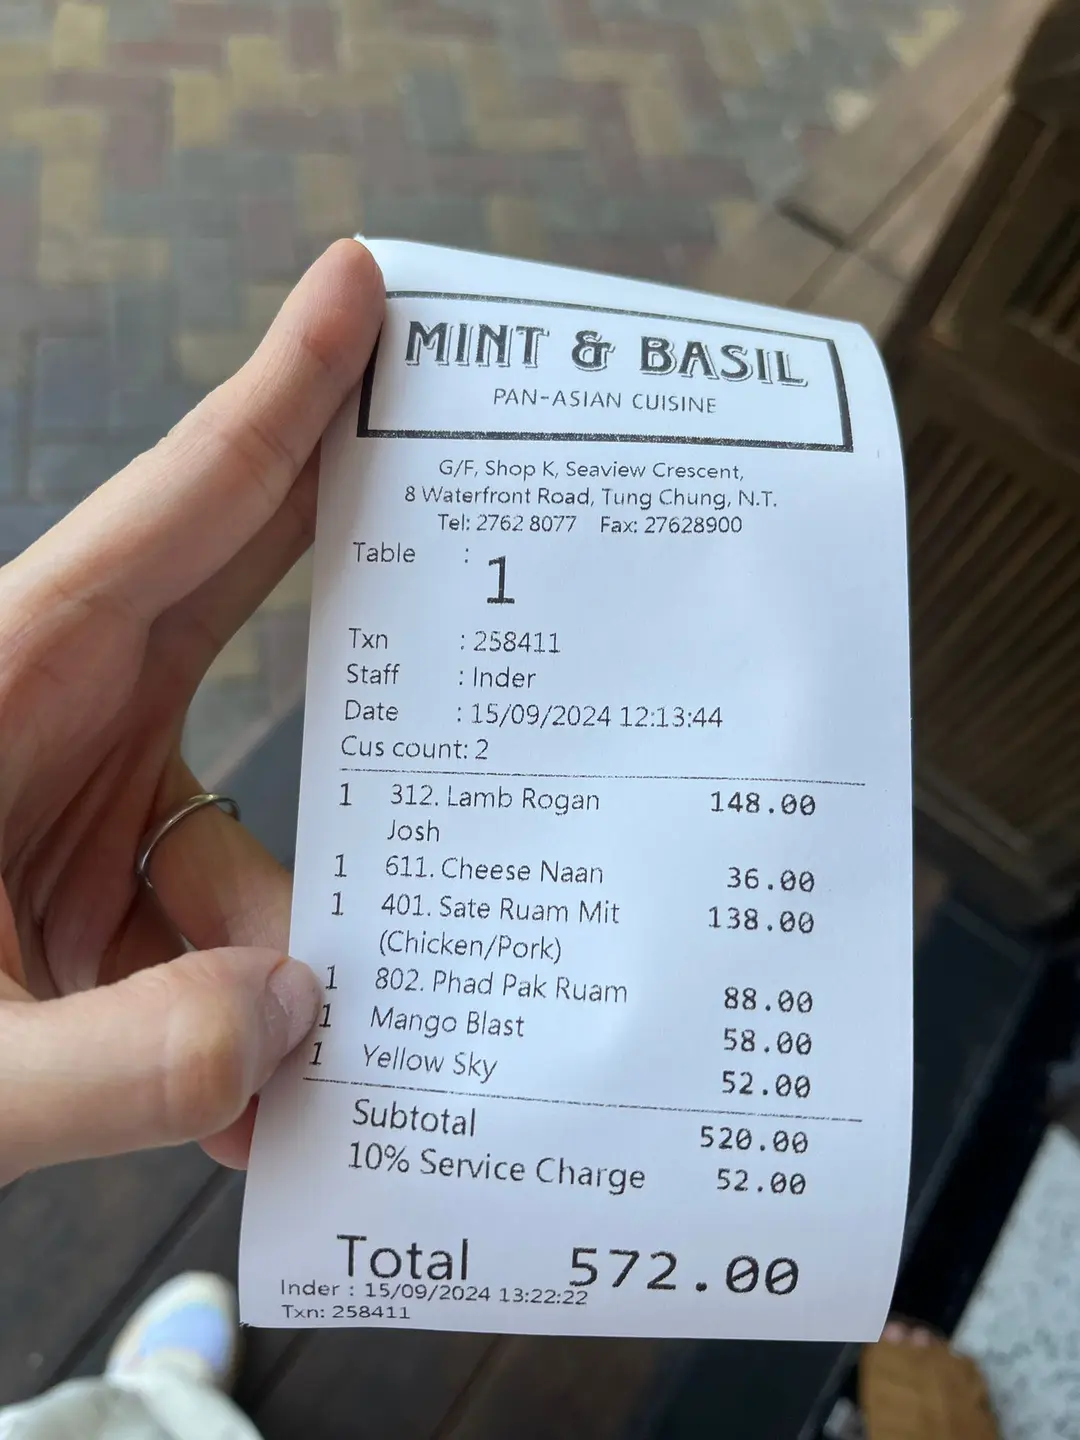 MINT & BASIL
PAN-ASIAN CUISINE
G/F, Shop K, Seaview Crescent,
8 Waterfront Road, Tung Chung, N.T.
Tel: 2762 8077 Fax: 27628900
Table : 1
Txn : 258411
Staff : Inder
Date : 15/09/2024 12:13:44
Cus count: 2
1 312. Lamb Rogan 148.00
Josh
1 611. Cheese Naan 36.00
1 401. Sate Ruam Mit 138.00
(Chicken/Pork)
1 802. Phad Pak Ruam 88.00
1 Mango Blast 58.00
1 Yellow Sky 52.00
Subtotal 520.00
10% Service Charge 52.00
Total 572.00
Inder : 15/09/2024 13:22:22
Txn: 258411